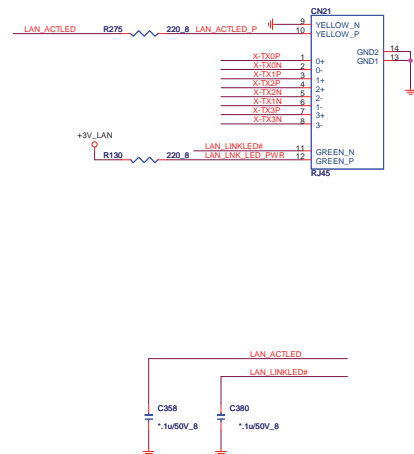 CN21
LAN_ACTLED R275 220_8 LAN_ACTLED_P
9 YELLOW_N
10 YELLOW_P
GND2 14
GND1 13
X-TX0P 1 0+
X-TX0N 2 0-
X-TX1P 3 1+
X-TX2P 4 2+
X-TX2N 5 2-
X-TX1N 6 1-
X-TX3P 7 3+
X-TX3N 8 3-
+3V_LAN
LAN_LINKLED# 11 GREEN_N
R130 220_8 LAN_LNK_LED_PWR 12 GREEN_P
RJ45
LAN_ACTLED
LAN_LINKLED#
C358 C380
*.1u/50V_8 *.1u/50V_8